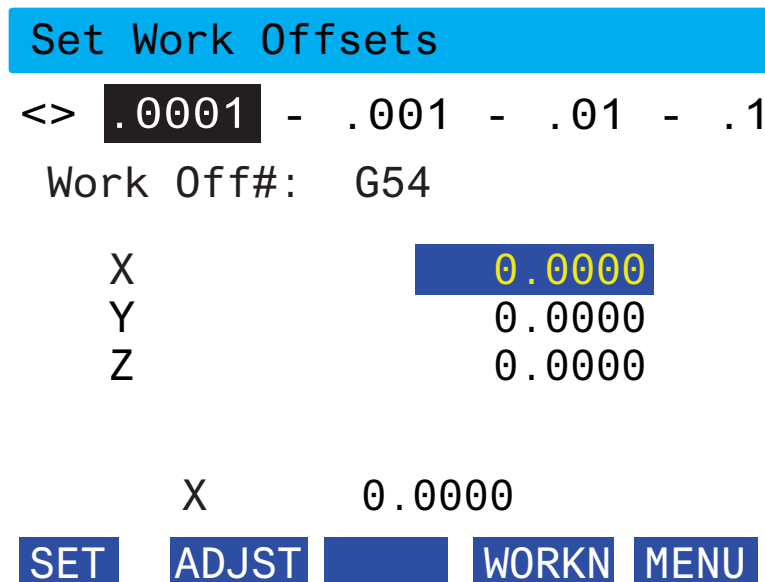 Set Work Offsets
<> .0001 - .001 - .01 - .1
Work Off#: G54
X 0.0000
Y 0.0000
Z 0.0000
X 0.0000
SET ADJST WORKN MENU